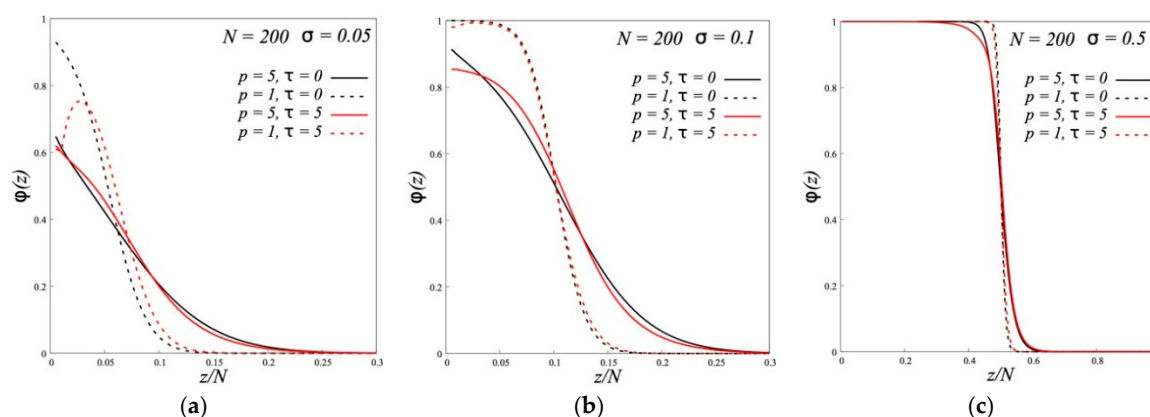 N = 200 σ = 0.05
p = 5, τ = 0
p = 1, τ = 0
p = 5, τ = 5
p = 1, τ = 5
φ(z)
1
0.8
0.6
0.4
0.2
0
0 0.05 0.1 0.15 0.2 0.25 0.3
z/N
(a)
N = 200 σ = 0.1
p = 5, τ = 0
p = 1, τ = 0
p = 5, τ = 5
p = 1, τ = 5
φ(z)
1
0.8
0.6
0.4
0.2
0
0 0.05 0.1 0.15 0.2 0.25 0.3
z/N
(b)
N = 200 σ = 0.5
p = 5, τ = 0
p = 1, τ = 0
p = 5, τ = 5
p = 1, τ = 5
φ(z)
1
0.8
0.6
0.4
0.2
0
0 0.2 0.4 0.6 0.8
z/N
(c)